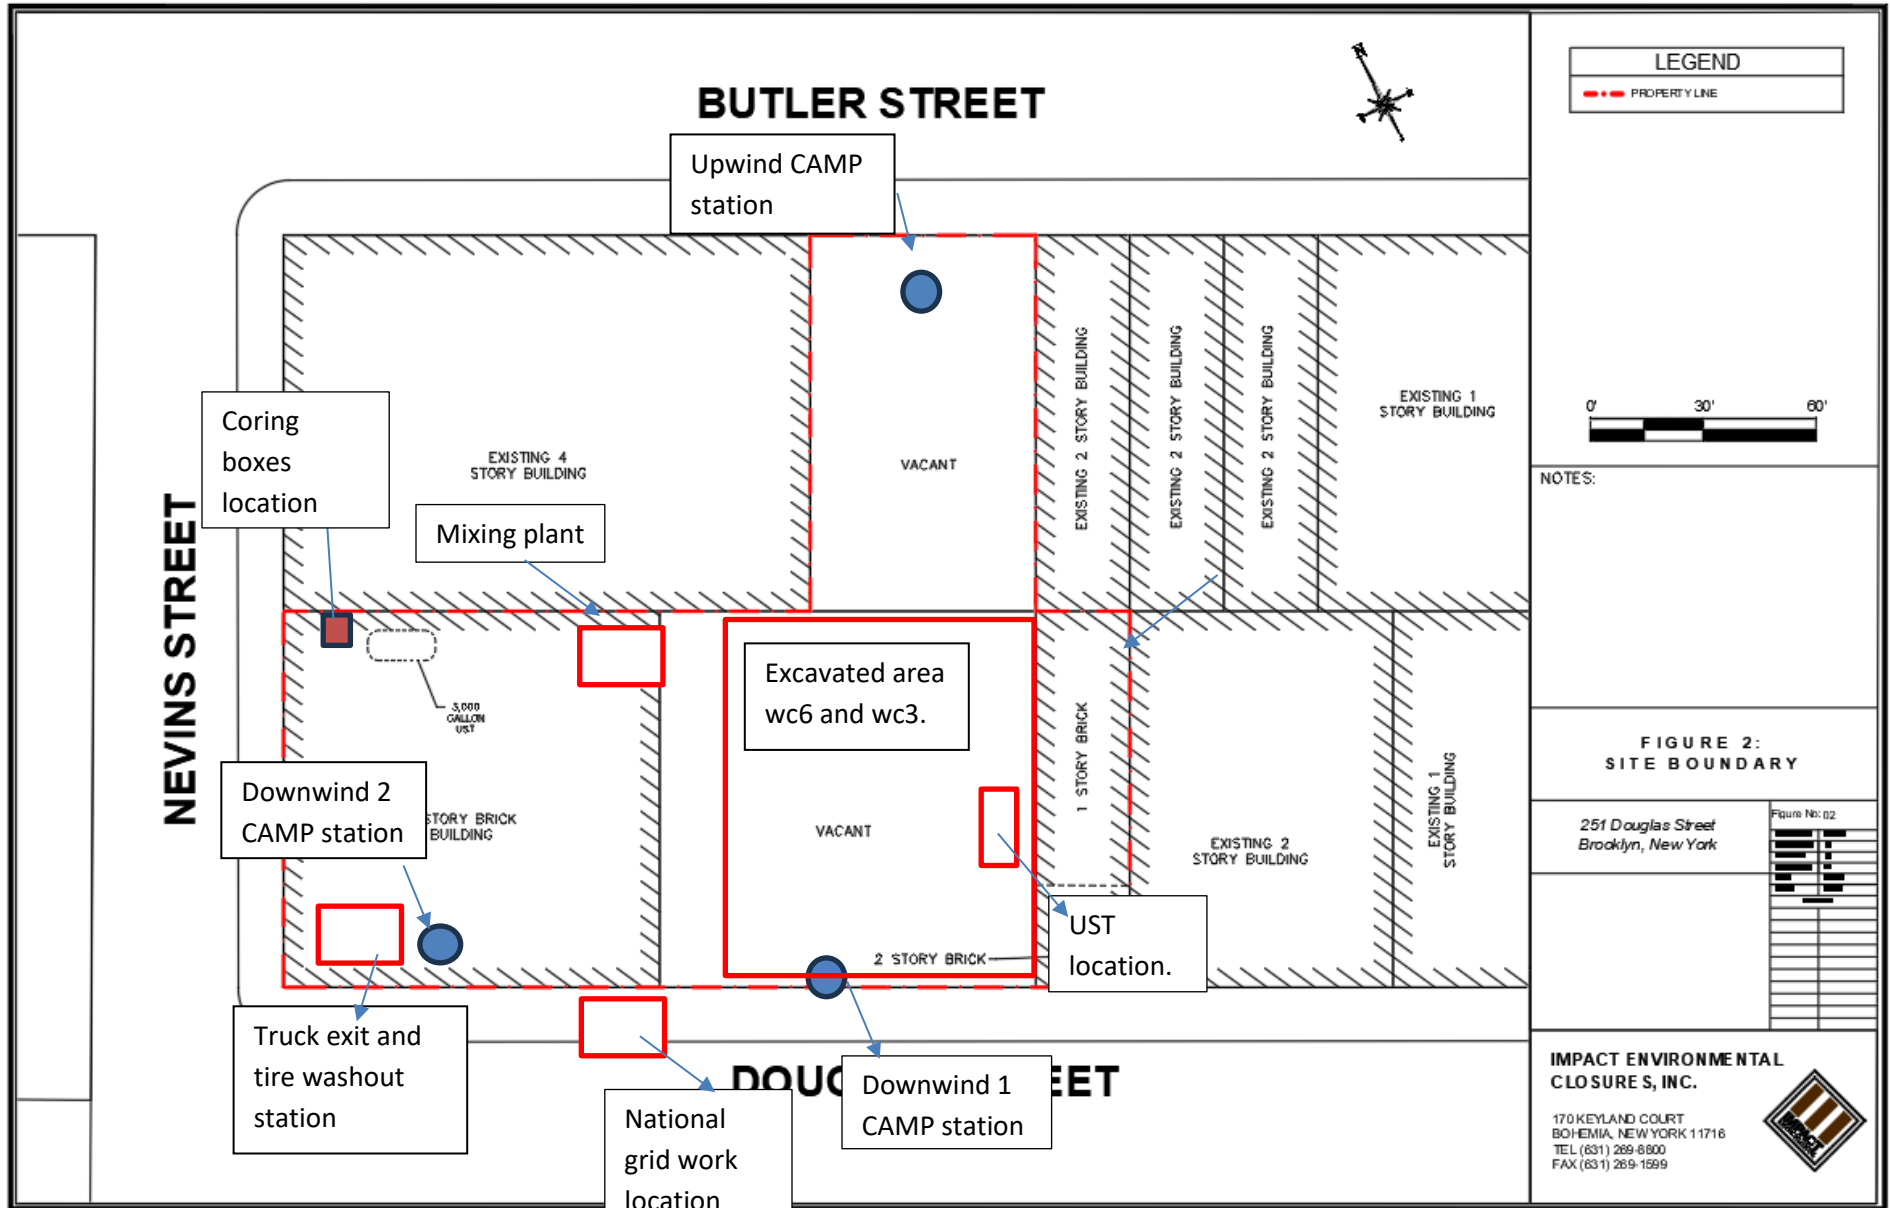 BUTLER STREET
N
Upwind CAMP
station
LEGEND
PROPERTY LINE
0' 30' 60'
NOTES:
Coring
boxes
location
NEVINS STREET
EXISTING 4
STORY BUILDING
Mixing plant
VACANT
EXISTING 2 STORY BUILDING
EXISTING 2 STORY BUILDING
EXISTING 2 STORY BUILDING
EXISTING 1
STORY BUILDING
GALLON
UST
Excavated area
wc6 and wc3.
1 STORY BRICK
Downwind 2
CAMP station
STORY BRICK
BUILDING
VACANT
EXISTING 2
STORY BUILDING
EXISTING 1
STORY BUILDING
2 STORY BRICK
UST
location.
Truck exit and
tire washout
station
National
grid work
location
Downwind 1
CAMP station
DOUG
EET
FIGURE 2:
SITE BOUNDARY
251 Douglas Street
Brooklyn, New York
Figure No: 02
IMPACT ENVIRONMENTAL
CLOSURES, INC.
170 KEYLAND COURT
BOHEMIA, NEW YORK 11716
TEL (631) 269-8800
FAX (631) 269-1599